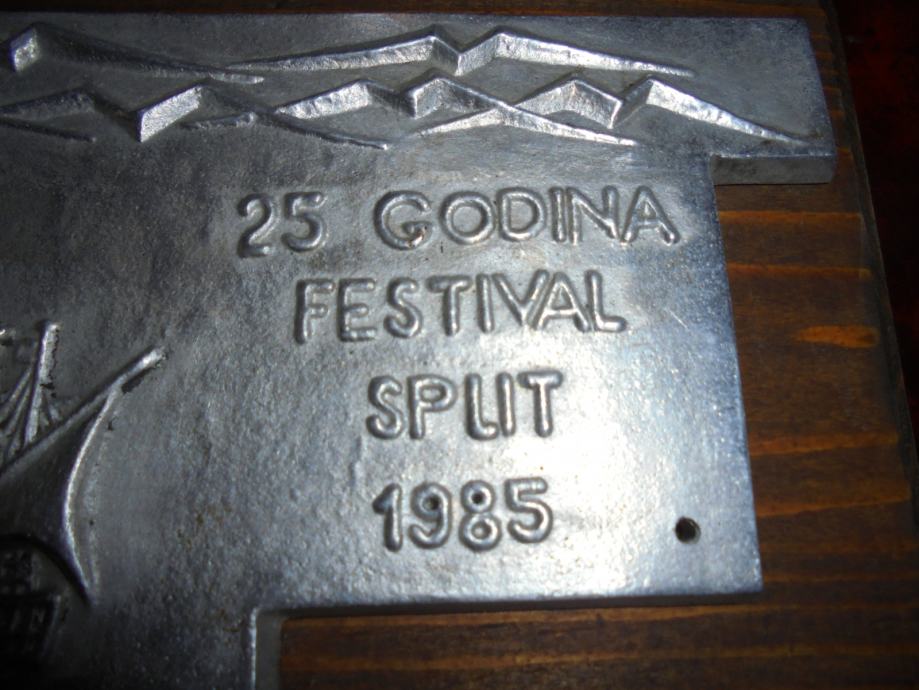 25 GODINA
FESTIVAL
SPLIT
1985